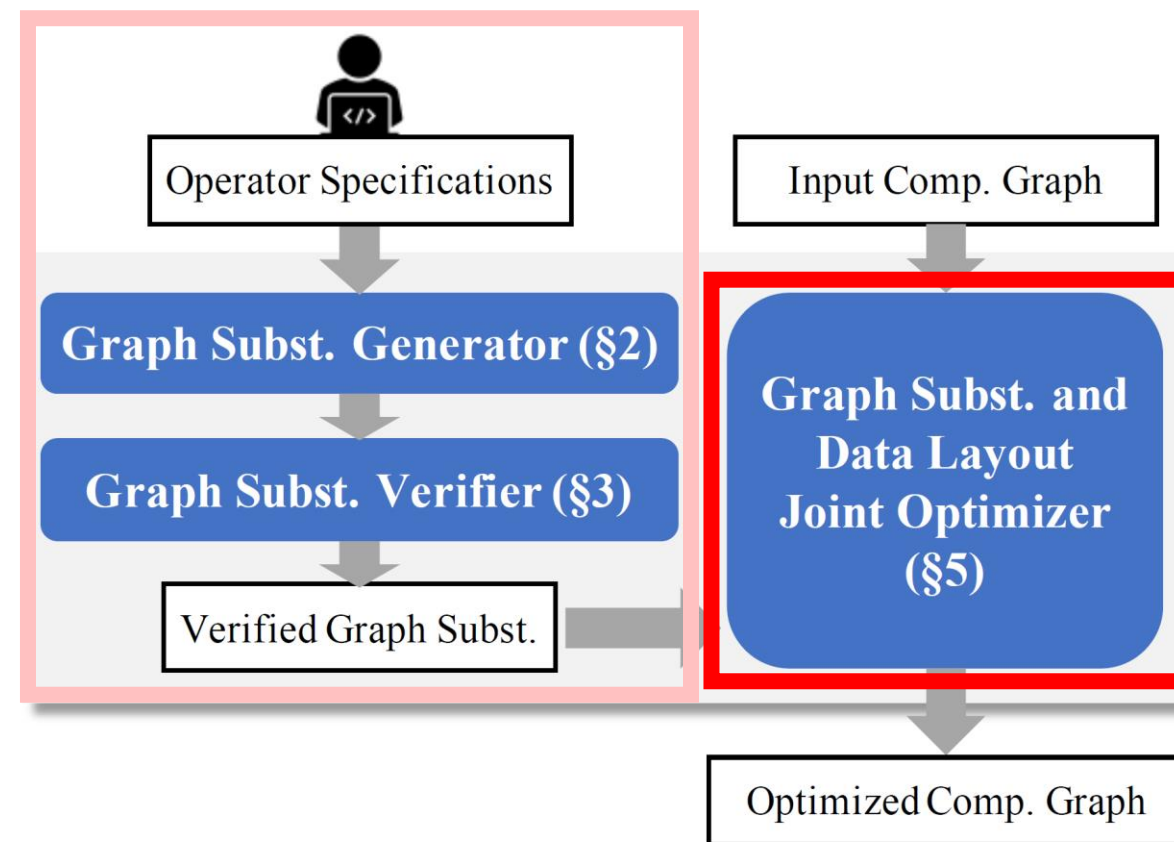 </>
Operator Specifications
Input Comp. Graph
Graph Subst. Generator (§2)
Graph Subst. Verifier (§3)
Verified Graph Subst.
Graph Subst. and
Data Layout
Joint Optimizer
(§5)
Optimized Comp. Graph